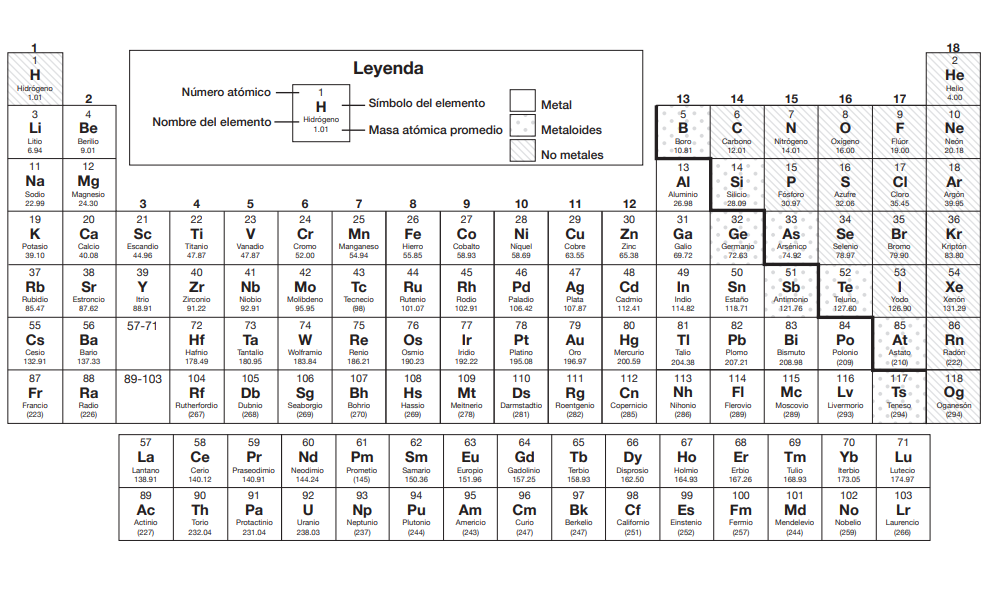 1
18
1
H
Hidrógeno
1.01
Leyenda
Número atómico
Nombre del elemento
1
H
Hidrógeno
1.01
Símbolo del elemento
Masa atómica promedio
Metal
Metaloides
No metales
2
He
Helio
4.00
2
13 14 15 16 17
3 4 5 6 7 8 9 10
Li Be B C N O F Ne
Litio Berilio Boro Carbono Nitrógeno Oxígeno Flúor Neón
6.94 9.01 10.81 12.01 14.01 16.00 19.00 20.18
11 12 13 14 15 16 17 18
Na Mg Al Si P S Cl Ar
Sodio Magnesio Aluminio Silicio Fósforo Azufre Cloro Argón
22.99 24.30 26.98 28.09 30.97 32.06 35.45 39.95
3 4 5 6 7 8 9 10 11 12
19 20 21 22 23 24 25 26 27 28 29 30 31 32 33 34 35 36
K Ca Sc Ti V Cr Mn Fe Co Ni Cu Zn Ga Ge As Se Br Kr
Potasio Calcio Escandio Titanio Vanadio Cromo Manganeso Hierro Cobalto Níquel Cobre Zinc Galio Germanio Arsénico Selenio Bromo Kriptón
39.10 40.08 44.96 47.87 47.87 52.00 54.94 55.85 58.93 58.69 63.55 65.38 69.72 72.63 74.92 78.97 79.90 83.80
37 38 39 40 41 42 43 44 45 46 47 48 49 50 51 52 53 54
Rb Sr Y Zr Nb Mo Tc Ru Rh Pd Ag Cd In Sn Sb Te I Xe
Rubidio Estroncio Itrio Zirconio Niobio Molibdeno Tecnecio Rutenio Rodio Paladio Plata Cadmio Indio Estaño Antimonio Telurio Yodo Xenón
85.47 87.62 88.91 91.22 92.91 95.95 (98) 101.07 102.91 106.42 107.87 112.41 114.82 118.71 121.76 127.60 126.90 131.29
55 56 57-71 72 73 74 75 76 77 78 79 80 81 82 83 84 85 86
Cs Ba Hf Ta W Re Os Ir Pt Au Hg Tl Pb Bi Po At Rn
Cesio Bario Hafnio Tantalio Wolframio Renio Osmio Iridio Platino Oro Mercurio Talio Plomo Bismuto Polonio Astato Radón
132.91 137.33 178.49 180.95 183.84 186.21 190.23 192.22 195.08 196.97 200.59 204.38 207.21 208.98 (209) (210) (222)
87 88 89-103 104 105 106 107 108 109 110 111 112 113 114 115 116 117 118
Fr Ra Rf Db Sg Bh Hs Mt Ds Rg Cn Nh Fl Mc Lv Ts Og
Francio Radio Rutherfordio Dubnio Seaborgio Bohrio Hassio Meitnerio Darmstadtio Roentgenio Copernicio Nihonio Flerovio Moscovio Livermorio Teneso Oganesón
(223) (226) (267) (268) (269) (270) (269) (278) (281) (282) (285) (286) (289) (289) (293) (294) (294)
57 58 59 60 61 62 63 64 65 66 67 68 69 70 71
La Ce Pr Nd Pm Sm Eu Gd Tb Dy Ho Er Tm Yb Lu
Lantano Cerio Praseodimio Neodimio Prometio Samario Europio Gadolinio Terbio Disprosio Holmio Erbio Tulio Iterbio Lutecio
138.91 140.12 140.91 144.24 (145) 150.36 151.96 157.25 158.93 162.50 164.93 167.26 168.93 173.05 174.97
89 90 91 92 93 94 95 96 97 98 99 100 101 102 103
Ac Th Pa U Np Pu Am Cm Bk Cf Es Fm Md No Lr
Actinio Torio Protactinio Uranio Neptunio Plutonio Americio Curio Berkelio Californio Einstenio Fermio Mendelevio Nobelio Laurencio
(227) 232.04 231.04 238.03 (237) (244) (243) (247) (247) (251) (252) (257) (244) (259) (266)